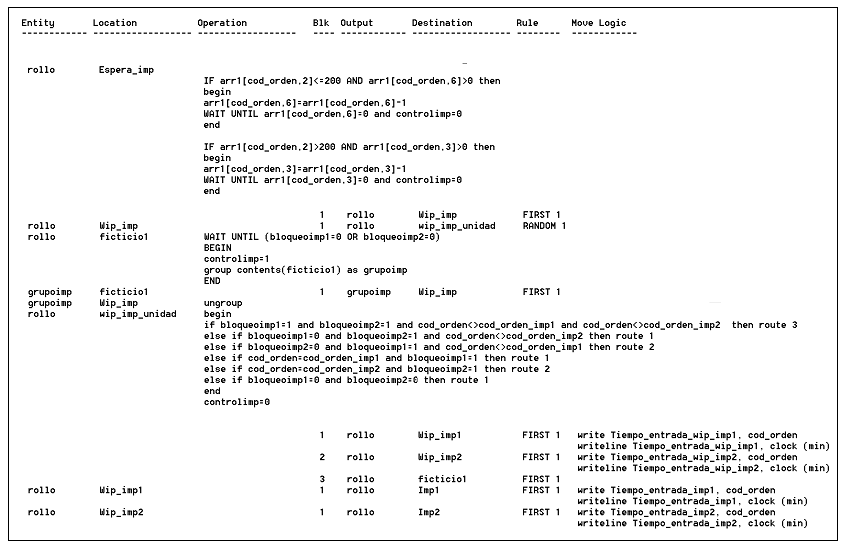 Entity Location Operation Blk Output Destination Rule Move Logic
------------ ------------------ ------------------ ---- ------------ ------------------ -------- ------------
rollo Espera_imp
IF arr1[cod_orden,2]<=200 AND arr1[cod_orden,6]>0 then
begin
arr1[cod_orden,6]=arr1[cod_orden,6]-1
WAIT UNTIL arr1[cod_orden,6]=0 and controlimp=0
end
IF arr1[cod_orden,2]>200 AND arr1[cod_orden,3]>0 then
begin
arr1[cod_orden,3]=arr1[cod_orden,3]-1
WAIT UNTIL arr1[cod_orden,3]=0 and controlimp=0
end
1 rollo Wip_imp FIRST 1
rollo Wip_imp 1 rollo wip_imp_unidad RANDOM 1
rollo ficticio1 WAIT UNTIL (bloqueoimp1=0 OR bloqueoimp2=0)
BEGIN
controlimp=1
group contents(ficticio1) as grupoimp
END
grupoimp ficticio1 1 grupoimp Wip_imp FIRST 1
grupoimp Wip_imp ungroup
rollo wip_imp_unidad begin
if bloqueoimp1=1 and bloqueoimp2=1 and cod_orden<>cod_orden_imp1 and cod_orden<>cod_orden_imp2 then route 3
else if bloqueoimp1=0 and bloqueoimp2=1 and cod_orden<>cod_orden_imp2 then route 1
else if bloqueoimp2=0 and bloqueoimp1=1 and cod_orden<>cod_orden_imp1 then route 2
else if cod_orden=cod_orden_imp1 and bloqueoimp1=1 then route 1
else if cod_orden=cod_orden_imp2 and bloqueoimp2=1 then route 2
else if bloqueoimp1=0 and bloqueoimp2=0 then route 1
end
controlimp=0
1 rollo Wip_imp1 FIRST 1 write Tiempo_entrada_wip_imp1, cod_orden
writeline Tiempo_entrada_wip_imp1, clock (min)
2 rollo Wip_imp2 FIRST 1 write Tiempo_entrada_wip_imp2, cod_orden
writeline Tiempo_entrada_wip_imp2, clock (min)
3 rollo ficticio1 FIRST 1
rollo Wip_imp1 1 rollo Imp1 FIRST 1 write Tiempo_entrada_imp1, cod_orden
writeline Tiempo_entrada_imp1, clock (min)
rollo Wip_imp2 1 rollo Imp2 FIRST 1 write Tiempo_entrada_imp2, cod_orden
writeline Tiempo_entrada_imp2, clock (min)